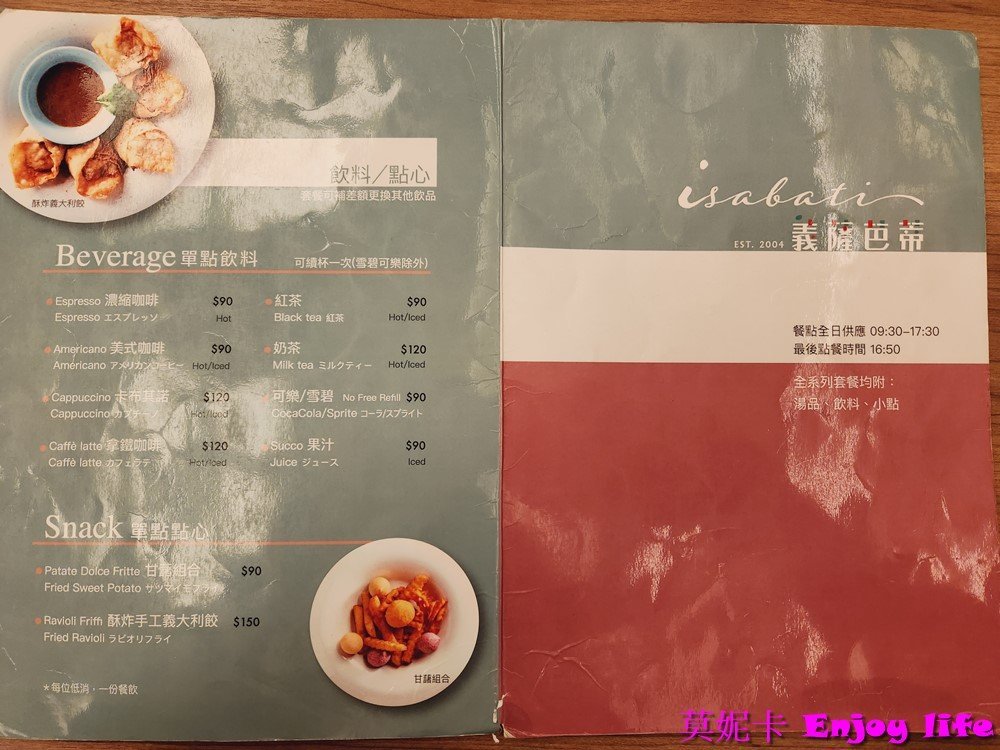 酥炸義大利餃
飲料/點心
套餐可補差額更換其他飲品
Beverage 單點飲料 可續杯一次(雪碧可樂除外)
Espresso 濃縮咖啡 $90
Espresso エスプレッソ Hot
Americano 美式咖啡 $90
Americano アメリカンコーヒー Hot/Iced
Cappuccino 卡布其諾 $120
Cappuccino カプチーノ Hot/Iced
Caffè latte 拿鐵咖啡 $120
Caffè latte カフェラテ Hot/Iced
紅茶 $90
Black tea 紅茶 Hot/Iced
奶茶 $120
Milk tea ミルクティー Hot/Iced
可樂/雪碧 No Free Refill $90
CocaCola/Sprite コーラ/スプライト
Succo 果汁 $90
Juice ジュース Iced
Snack 單點點心
Patate Dolce Fritte 甘藷組合 $90
Fried Sweet Potato サツマイモフライ
Ravioli Friffi 酥炸手工義大利餃 $150
Fried Ravioli ラビオリフライ
甘藷組合
*每位低消,一份餐飲
isabati
EST. 2004 義薩芭蒂
餐點全日供應 09:30–17:30
最後點餐時間 16:50
全系列套餐均附:
湯品、飲料、小點
莫妮卡 Enjoy life